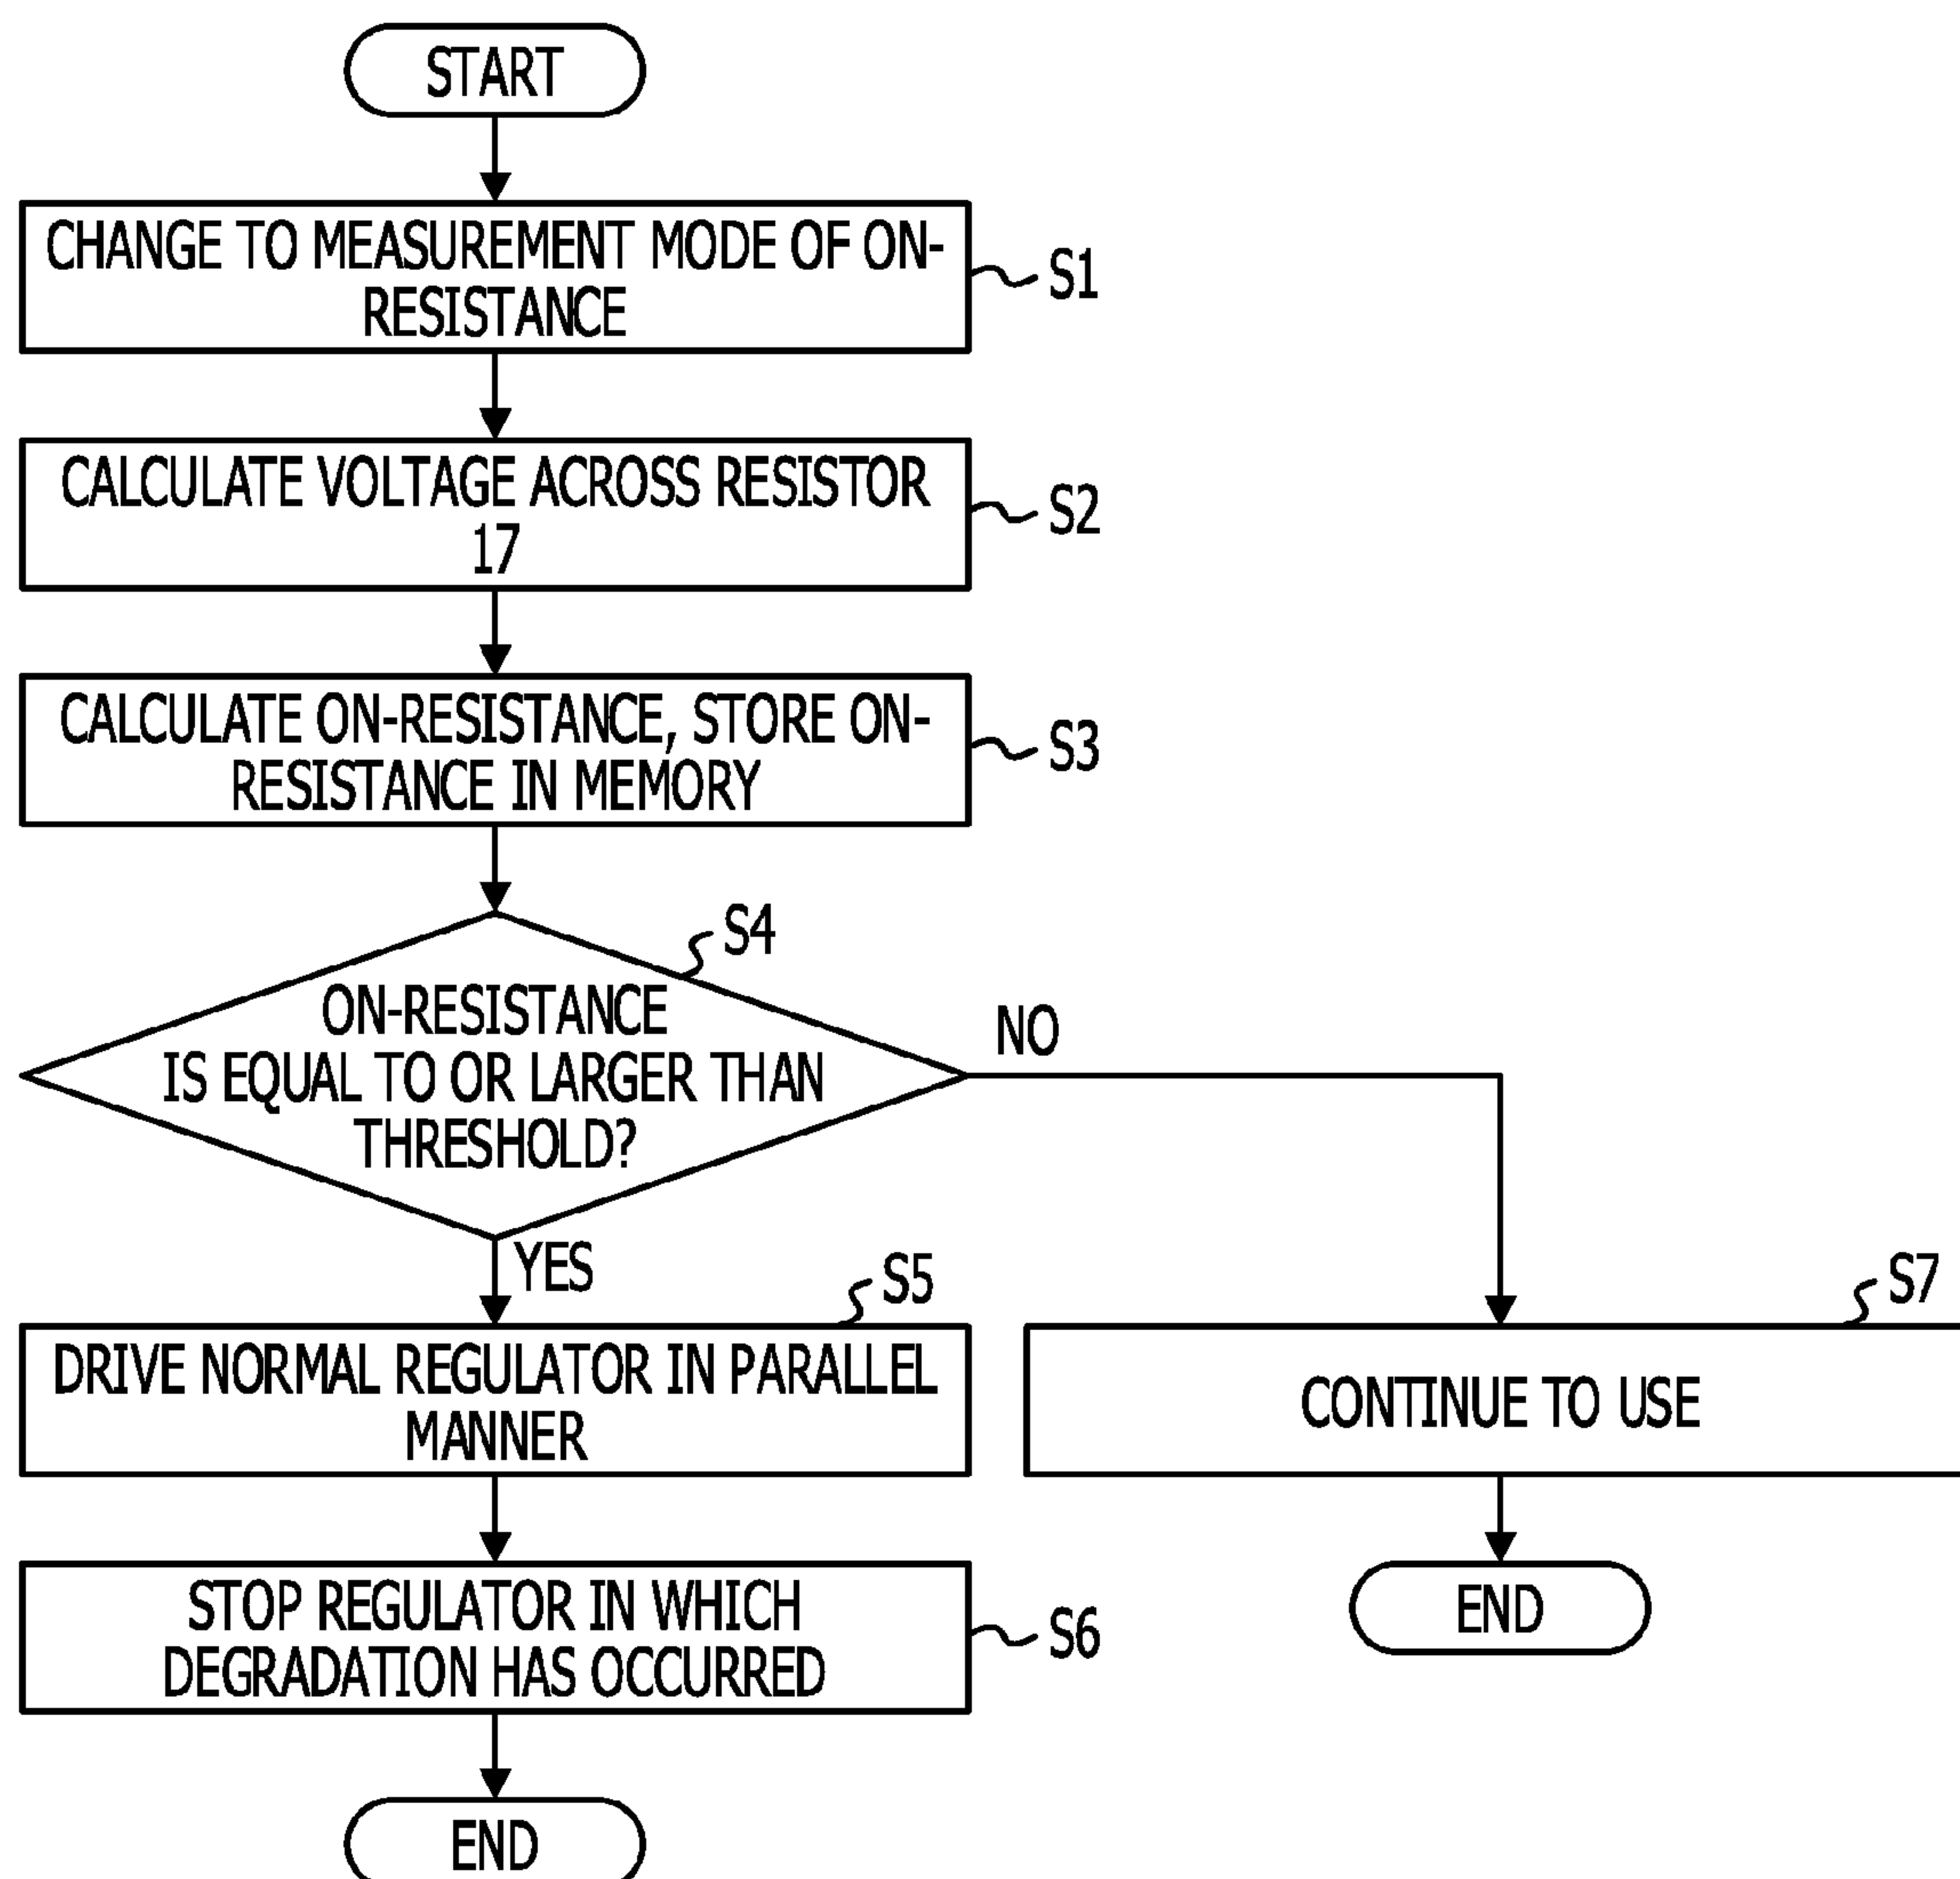 START
CHANGE TO MEASUREMENT MODE OF ON-
RESISTANCE
S1
CALCULATE VOLTAGE ACROSS RESISTOR
17
S2
CALCULATE ON-RESISTANCE, STORE ON-
RESISTANCE IN MEMORY
S3
S4
ON-RESISTANCE
IS EQUAL TO OR LARGER THAN
THRESHOLD?
NO
YES
S5
DRIVE NORMAL REGULATOR IN PARALLEL
MANNER
S7
CONTINUE TO USE
STOP REGULATOR IN WHICH
DEGRADATION HAS OCCURRED
S6
END
END